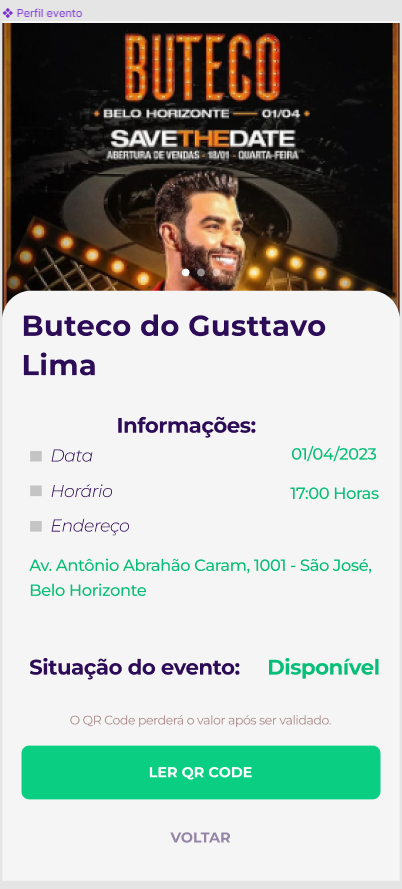 Perfil evento
BUTECO
BELO HORIZONTE — 01/04
SAVETHEDATE
ABERTURA DE VENDAS - 18/01 - QUARTA-FEIRA
Buteco do Gusttavo
Lima
Informações:
Data 01/04/2023
Horário 17:00 Horas
Endereço
Av. Antônio Abrahão Caram, 1001 - São José,
Belo Horizonte
Situação do evento: Disponível
O QR Code perderá o valor após ser validado.
LER QR CODE
VOLTAR